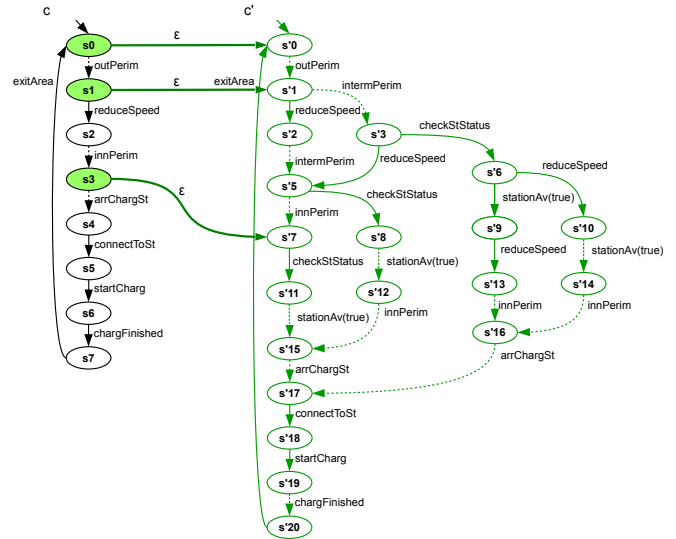 c
c'
s0
ε
s'0
outPerim
outPerim
exitArea
s1
ε
exitArea
s'1
intermPerim
reduceSpeed
reduceSpeed
s2
s'2
s'3
checkStStatus
innPerim
intermPerim
reduceSpeed
s3
ε
s'5
s'6
reduceSpeed
checkStStatus
arrChargSt
innPerim
stationAv(true)
s4
s'7
s'8
s'9
s'10
connectToSt
checkStStatus
stationAv(true)
reduceSpeed
stationAv(true)
s5
s'11
s'12
s'13
s'14
startCharg
stationAv(true)
innPerim
innPerim
innPerim
s6
chargFinished
s'16
s7
s'15
arrChargSt
arrChargSt
s'17
connectToSt
s'18
startCharg
s'19
chargFinished
s'20